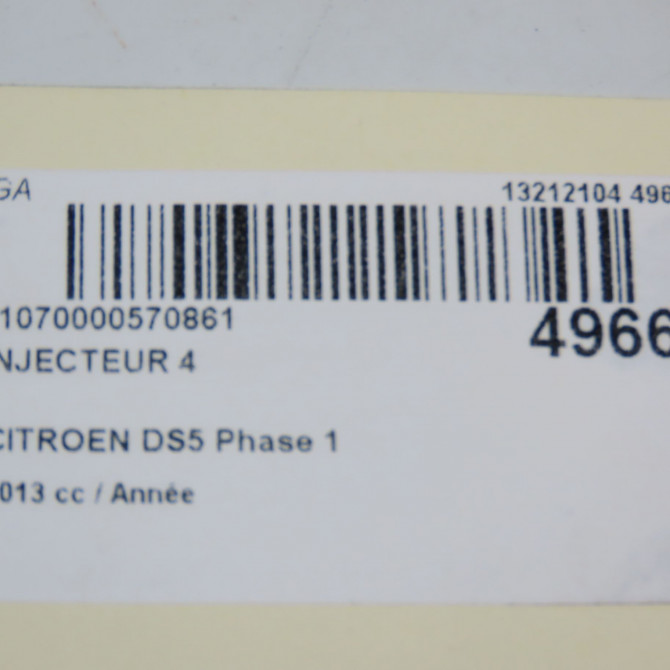 GA 13212104 496
1070000570861 4966
NJECTEUR 4
CITROEN DS5 Phase 1
013 cc / Année